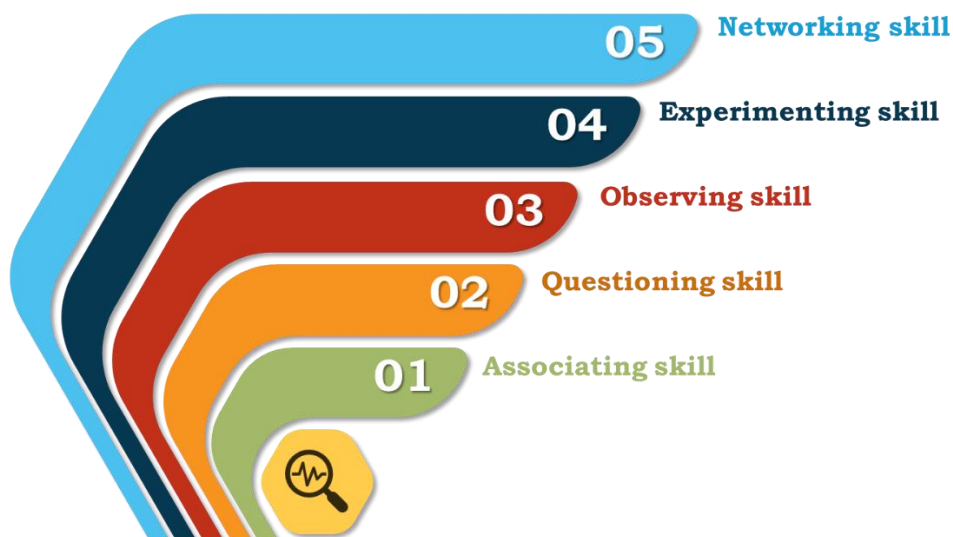 05 Networking skill
04 Experimenting skill
03 Observing skill
02 Questioning skill
01 Associating skill